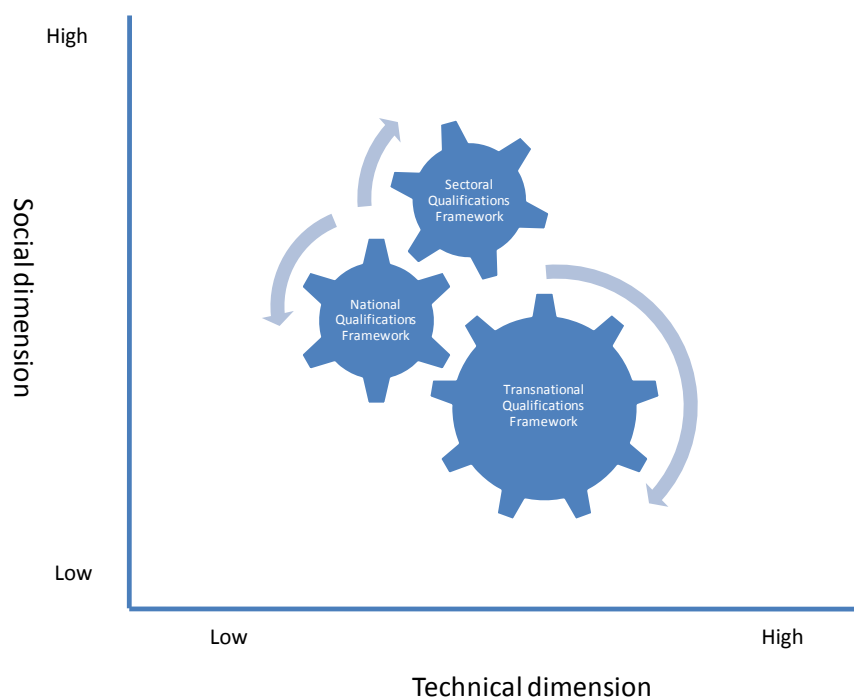 High
Social dimension
Sectoral
Qualifications
Framework
National
Qualifications
Framework
Transnational
Qualifications
Framework
Low
Low
High
Technical dimension